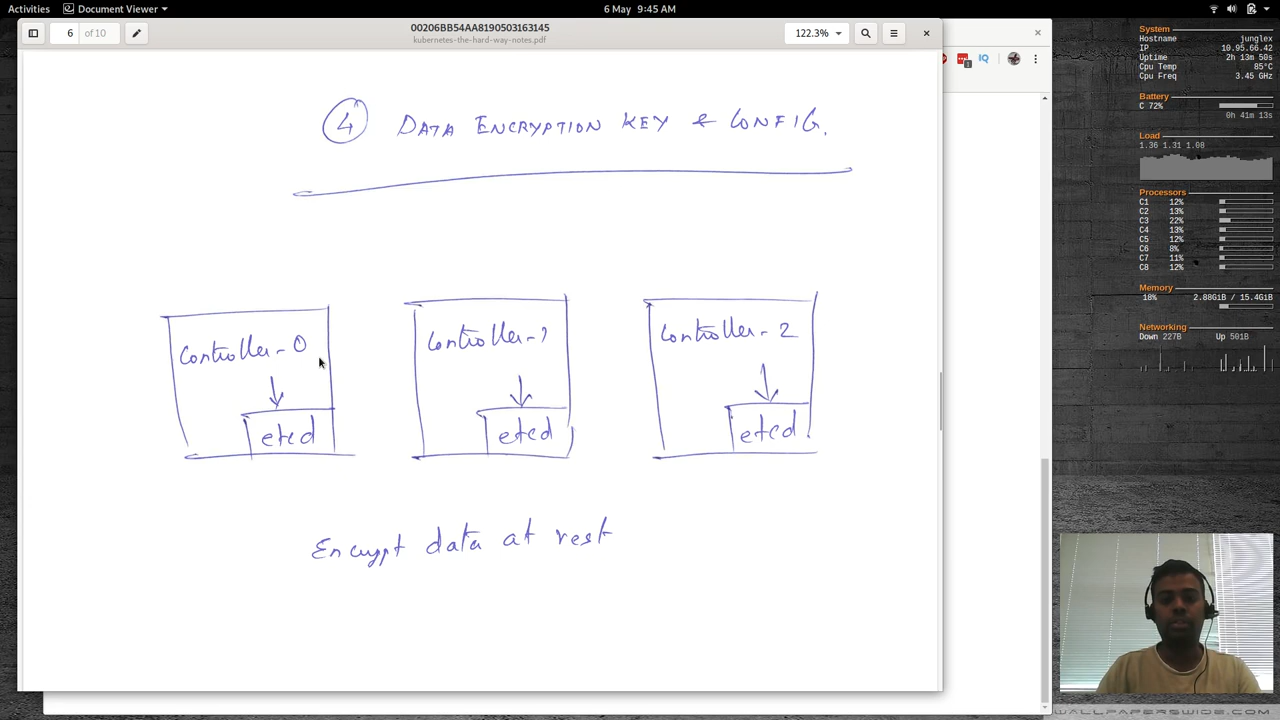 Activities Document Viewer 6 May 9:45 AM
6 of 10
00206BB54AA8190503163145
kubernetes-the-hard-way-notes.pdf
122.3%
4 DATA ENCRYPTION KEY & CONFIG.
Controller-0 Controller-1 Controller-2
etcd etcd etcd
Encrypt data at rest
IQ
1
System
Hostname junglex
IP 10.95.66.42
Uptime 2h 13m 50s
Cpu Temp 85°C
Cpu Freq 3.45 GHz
Battery
C 72%
0h 41m 13s
Load
1.36 1.31 1.08
Processors
C1 12%
C2 13%
C3 22%
C4 13%
C5 12%
C6 8%
C7 11%
C8 12%
Memory
18% 2.88GiB / 15.4GiB
Networking
Down 227B Up 501B
WALLPAPERSWIDE.COM